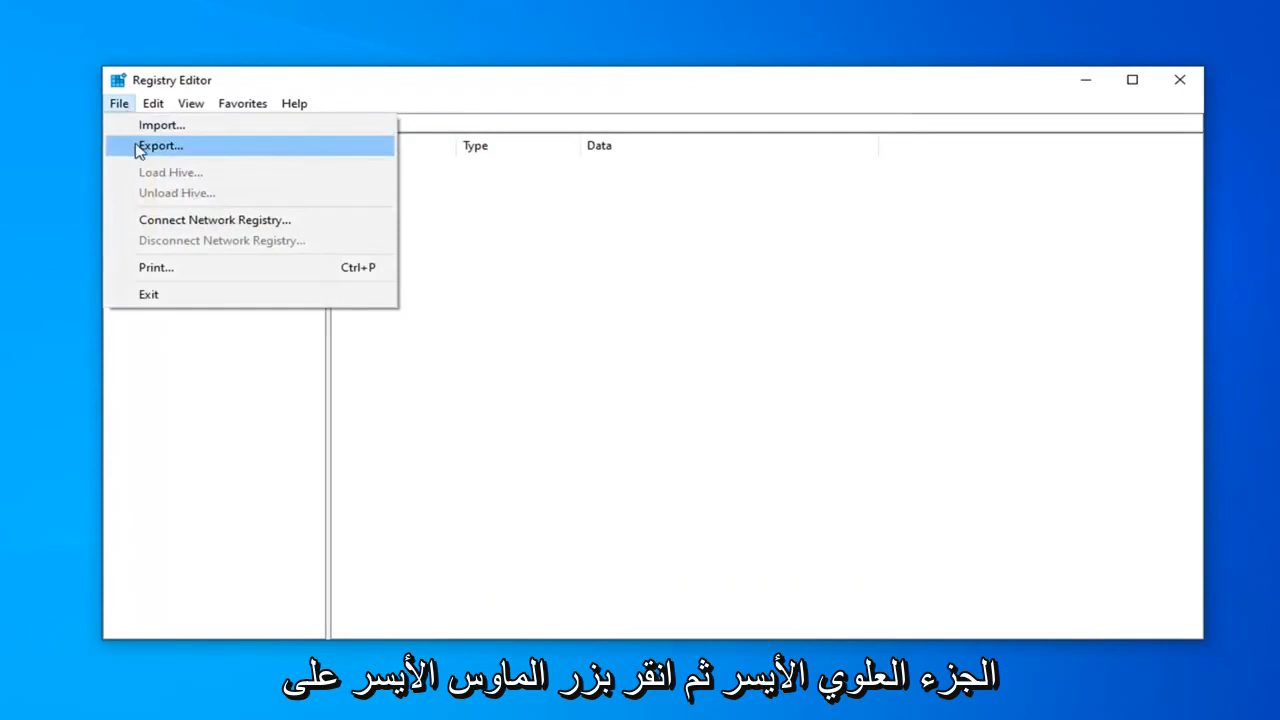 Registry Editor
File Edit View Favorites Help
Import...
Export...
Type Data
Load Hive...
Unload Hive...
Connect Network Registry...
Disconnect Network Registry...
Print... Ctrl+P
Exit
الجزء العلوي الأيسر ثم انقر بزر الماوس الأيسر على